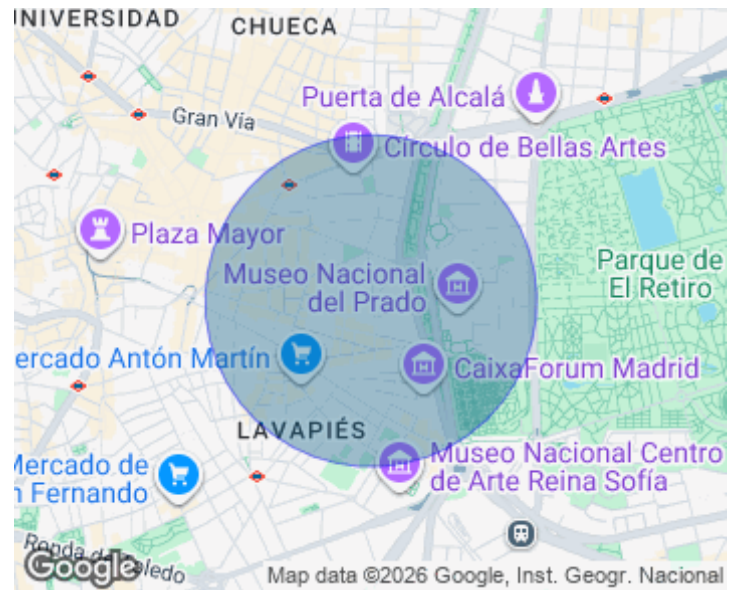 UNIVERSIDAD
CHUECA
Puerta de Alcalá
Gran Vía
Círculo de Bellas Artes
Plaza Mayor
Museo Nacional
del Prado
Parque de
El Retiro
ercado Antón Martín
CaixaForum Madrid
LAVAPIÉS
Mercado de
n Fernando
Museo Nacional Centro
de Arte Reina Sofía
Ronda de Toledo
Google
Map data ©2026 Google, Inst. Geogr. Nacional